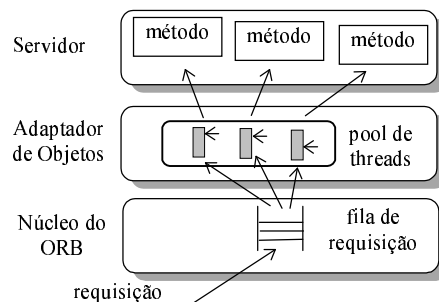 Servidor
método
método
método
Adaptador
de Objetos
pool de
threads
Núcleo do
ORB
fila de
requisição
requisição